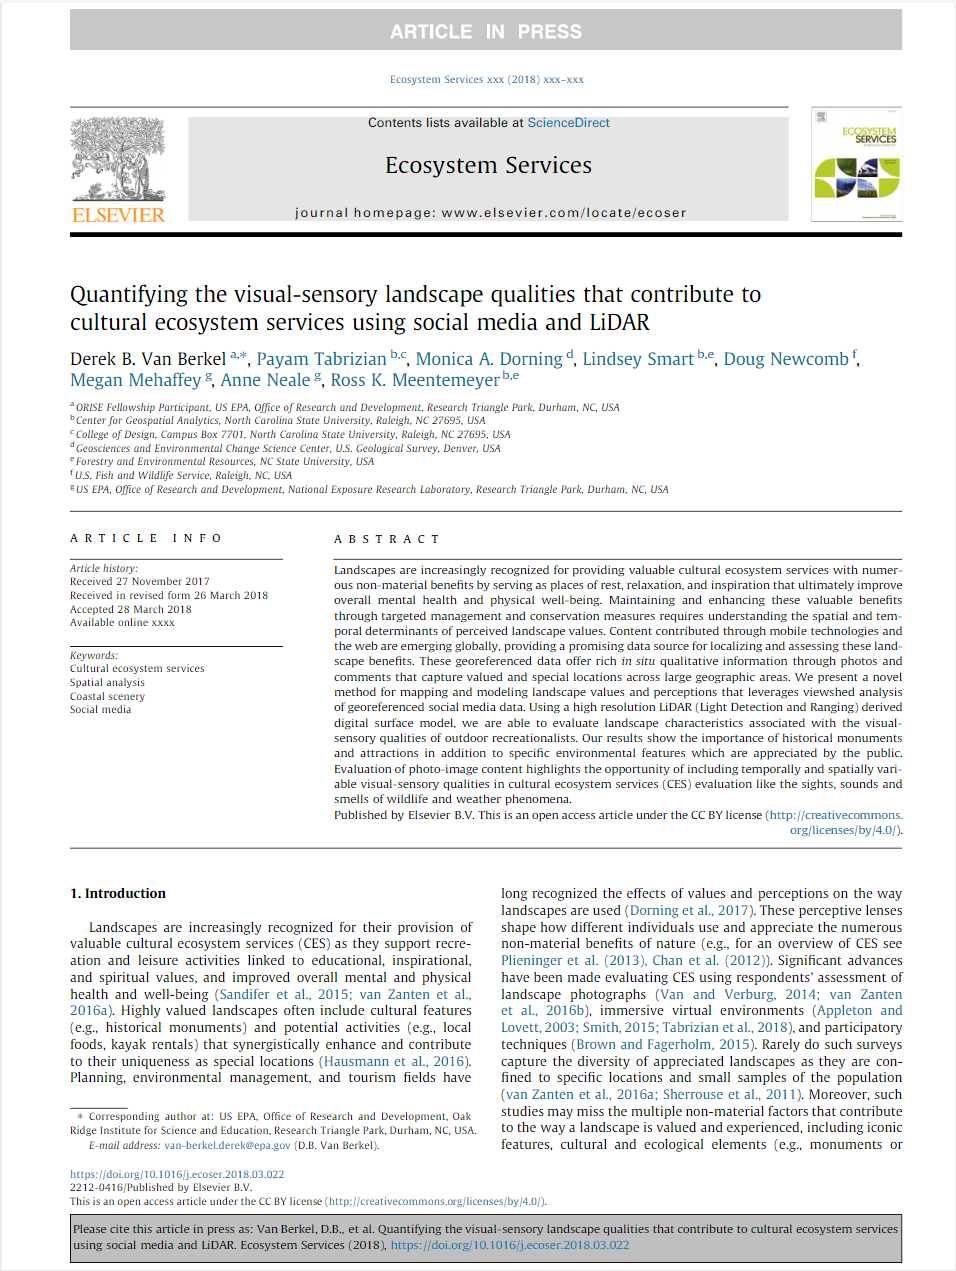 ARTICLE IN PRESS
Ecosystem Services xxx (2018) xxx–xxx
Contents lists available at ScienceDirect
Ecosystem Services
journal homepage: www.elsevier.com/locate/ecoser
ELSEVIER
ECOSYSTEM
SERVICES
Quantifying the visual-sensory landscape qualities that contribute to
cultural ecosystem services using social media and LiDAR
Derek B. Van Berkel a,*, Payam Tabrizian b,c, Monica A. Dorning d, Lindsey Smart b,e, Doug Newcomb f,
Megan Mehaffey g, Anne Neale g, Ross K. Meentemeyer b,e
a ORISE Fellowship Participant, US EPA, Office of Research and Development, Research Triangle Park, Durham, NC, USA
b Center for Geospatial Analytics, North Carolina State University, Raleigh, NC 27695, USA
c College of Design, Campus Box 7701, North Carolina State University, Raleigh, NC 27695, USA
d Geosciences and Environmental Change Science Center, U.S. Geological Survey, Denver, USA
e Forestry and Environmental Resources, NC State University, USA
f U.S. Fish and Wildlife Service, Raleigh, NC, USA
g US EPA, Office of Research and Development, National Exposure Research Laboratory, Research Triangle Park, Durham, NC, USA
ARTICLE INFO
Article history:
Received 27 November 2017
Received in revised form 26 March 2018
Accepted 28 March 2018
Available online xxxx
Keywords:
Cultural ecosystem services
Spatial analysis
Coastal scenery
Social media
ABSTRACT
Landscapes are increasingly recognized for providing valuable cultural ecosystem services with numer-
ous non-material benefits by serving as places of rest, relaxation, and inspiration that ultimately improve
overall mental health and physical well-being. Maintaining and enhancing these valuable benefits
through targeted management and conservation measures requires understanding the spatial and tem-
poral determinants of perceived landscape values. Content contributed through mobile technologies and
the web are emerging globally, providing a promising data source for localizing and assessing these land-
scape benefits. These georeferenced data offer rich in situ qualitative information through photos and
comments that capture valued and special locations across large geographic areas. We present a novel
method for mapping and modeling landscape values and perceptions that leverages viewshed analysis
of georeferenced social media data. Using a high resolution LiDAR (Light Detection and Ranging) derived
digital surface model, we are able to evaluate landscape characteristics associated with the visual-
sensory qualities of outdoor recreationalists. Our results show the importance of historical monuments
and attractions in addition to specific environmental features which are appreciated by the public.
Evaluation of photo-image content highlights the opportunity of including temporally and spatially vari-
able visual-sensory qualities in cultural ecosystem services (CES) evaluation like the sights, sounds and
smells of wildlife and weather phenomena.
Published by Elsevier B.V. This is an open access article under the CC BY license (http://creativecommons.
org/licenses/by/4.0/).
1. Introduction
Landscapes are increasingly recognized for their provision of
valuable cultural ecosystem services (CES) as they support recre-
ation and leisure activities linked to educational, inspirational,
and spiritual values, and improved overall mental and physical
health and well-being (Sandifer et al., 2015; van Zanten et al.,
2016a). Highly valued landscapes often include cultural features
(e.g., historical monuments) and potential activities (e.g., local
foods, kayak rentals) that synergistically enhance and contribute
to their uniqueness as special locations (Hausmann et al., 2016).
Planning, environmental management, and tourism fields have
long recognized the effects of values and perceptions on the way
landscapes are used (Dorning et al., 2017). These perceptive lenses
shape how different individuals use and appreciate the numerous
non-material benefits of nature (e.g., for an overview of CES see
Plieninger et al. (2013), Chan et al. (2012)). Significant advances
have been made evaluating CES using respondents' assessment of
landscape photographs (Van and Verburg, 2014; van Zanten
et al., 2016b), immersive virtual environments (Appleton and
Lovett, 2003; Smith, 2015; Tabrizian et al., 2018), and participatory
techniques (Brown and Fagerholm, 2015). Rarely do such surveys
capture the diversity of appreciated landscapes as they are con-
fined to specific locations and small samples of the population
(van Zanten et al., 2016a; Sherrouse et al., 2011). Moreover, such
studies may miss the multiple non-material factors that contribute
to the way a landscape is valued and experienced, including iconic
features, cultural and ecological elements (e.g., monuments or
* Corresponding author at: US EPA, Office of Research and Development, Oak
Ridge Institute for Science and Education, Research Triangle Park, Durham, NC, USA.
E-mail address: van-berkel.derek@epa.gov (D.B. Van Berkel).
https://doi.org/10.1016/j.ecoser.2018.03.022
2212-0416/Published by Elsevier B.V.
This is an open access article under the CC BY license (http://creativecommons.org/licenses/by/4.0/).
Please cite this article in press as: Van Berkel, D.B., et al. Quantifying the visual-sensory landscape qualities that contribute to cultural ecosystem services
using social media and LiDAR. Ecosystem Services (2018), https://doi.org/10.1016/j.ecoser.2018.03.022